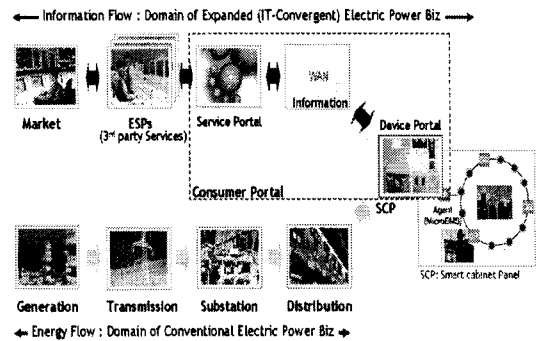 Information Flow : Domain of Expanded (IT-Convergent) Electric Power Biz
Market
ESPs
(3rd party Services)
Service Portal
WAN
Information
Device Portal
Consumer Portal
SCP
Agent
(MicroEMS)
SCP: Smart cabinet Panel
Generation
Transmission
Substation
Distribution
Energy Flow : Domain of Conventional Electric Power Biz